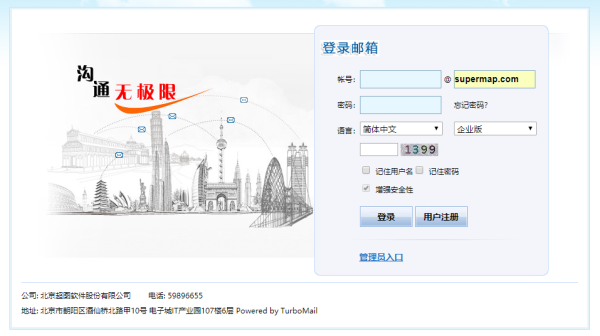 沟通无极限
登录邮箱
帐号: @ supermap.com
密码: 忘记密码?
语言: 简体中文 企业版
1399
记住用户名 记住密码
增强安全性
登录 用户注册
管理员入口
公司: 北京超图软件股份有限公司 电话: 59896655
地址: 北京市朝阳区酒仙桥北路甲10号 电子城IT产业园107楼6层 Powered by TurboMail